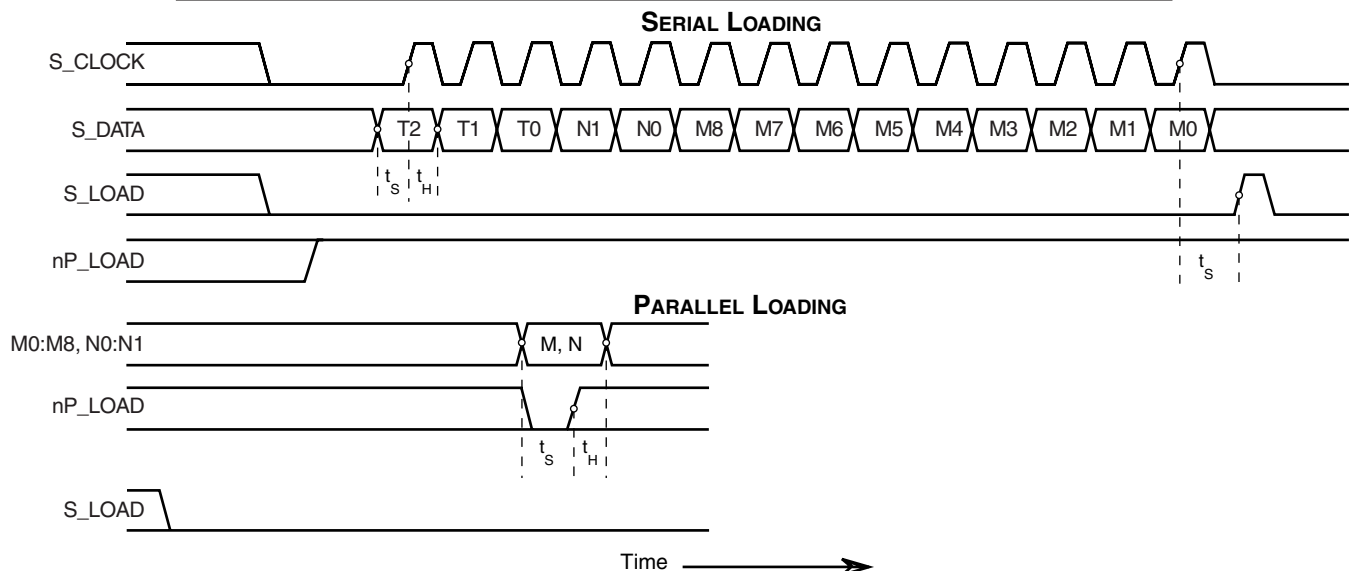 SERIAL LOADING
S_CLOCK
S_DATA T2 T1 T0 N1 N0 M8 M7 M6 M5 M4 M3 M2 M1 M0
tS tH
S_LOAD
nP_LOAD
tS
PARALLEL LOADING
M0:M8, N0:N1 M, N
nP_LOAD
tS tH
S_LOAD
Time